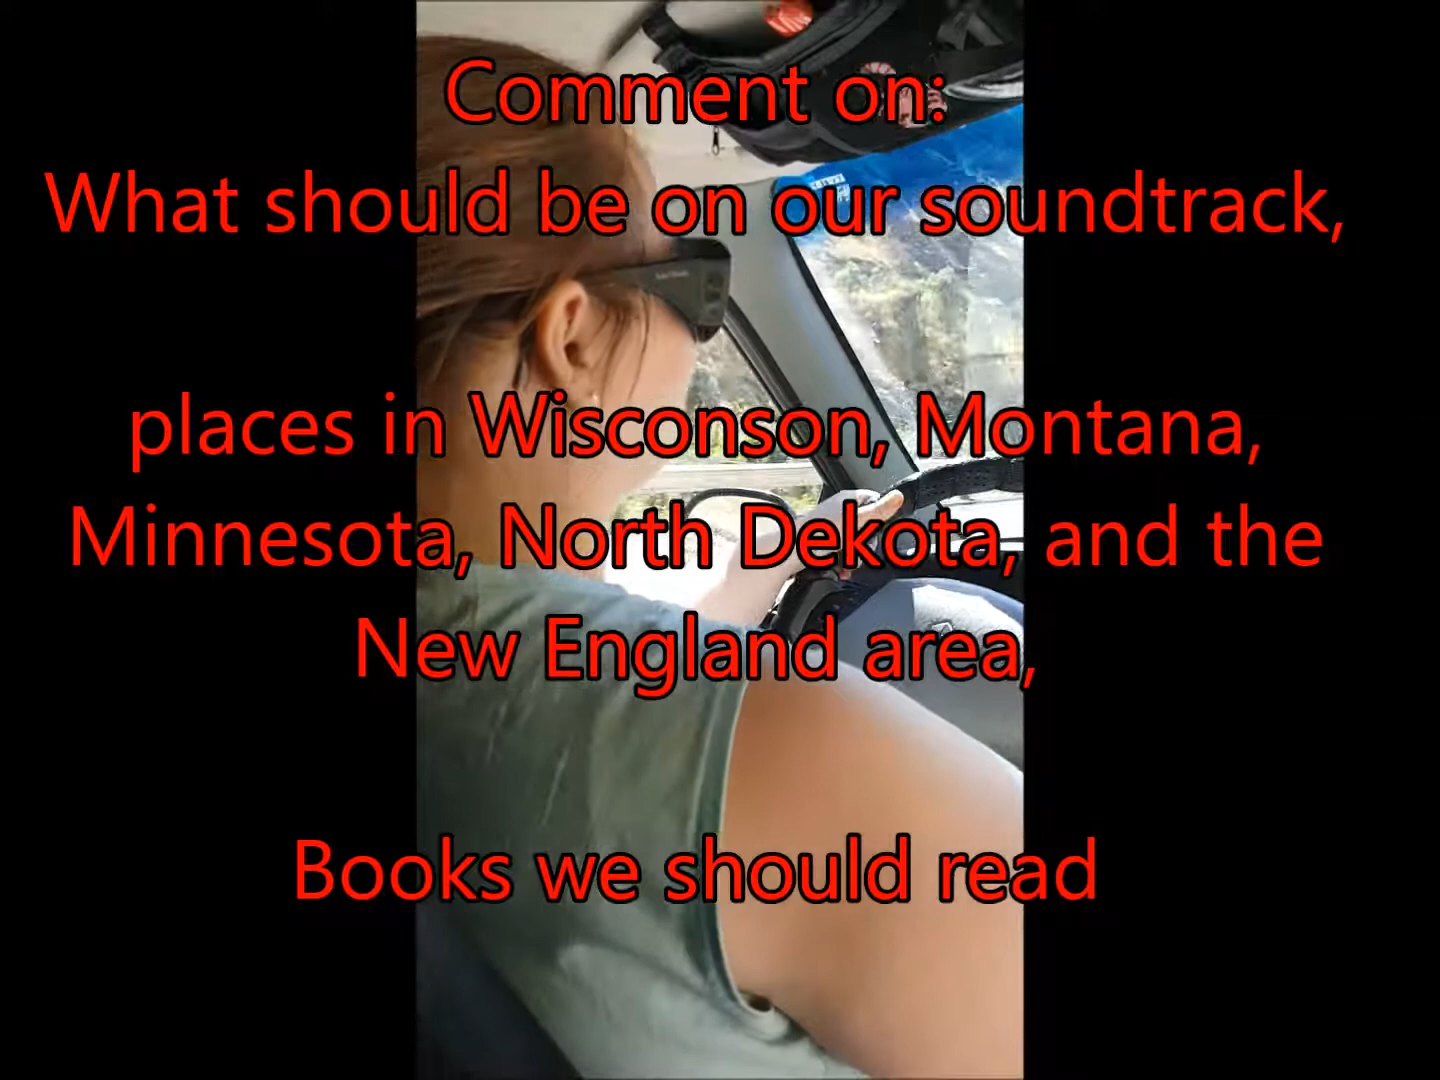 Comment on:
What should be on our soundtrack,
places in Wisconson, Montana,
Minnesota, North Dekota, and the
New England area,
Books we should read